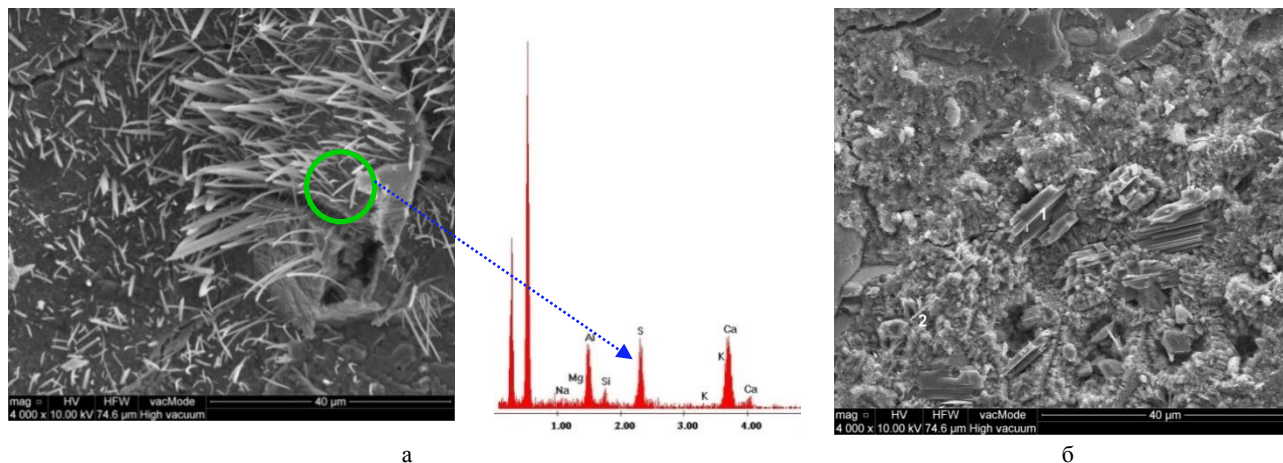 Al
S
Ca
K
Mg
Na
Si
K
Ca
1.00 2.00 3.00 4.00
mag □ HV HFW vacMode 40 µm
4 000 x 10.00 kV 74.6 µm High vacuum
1
2
mag □ HV HFW vacMode 40 µm
4 000 x 10.00 kV 74.6 µm High vacuum
а
б